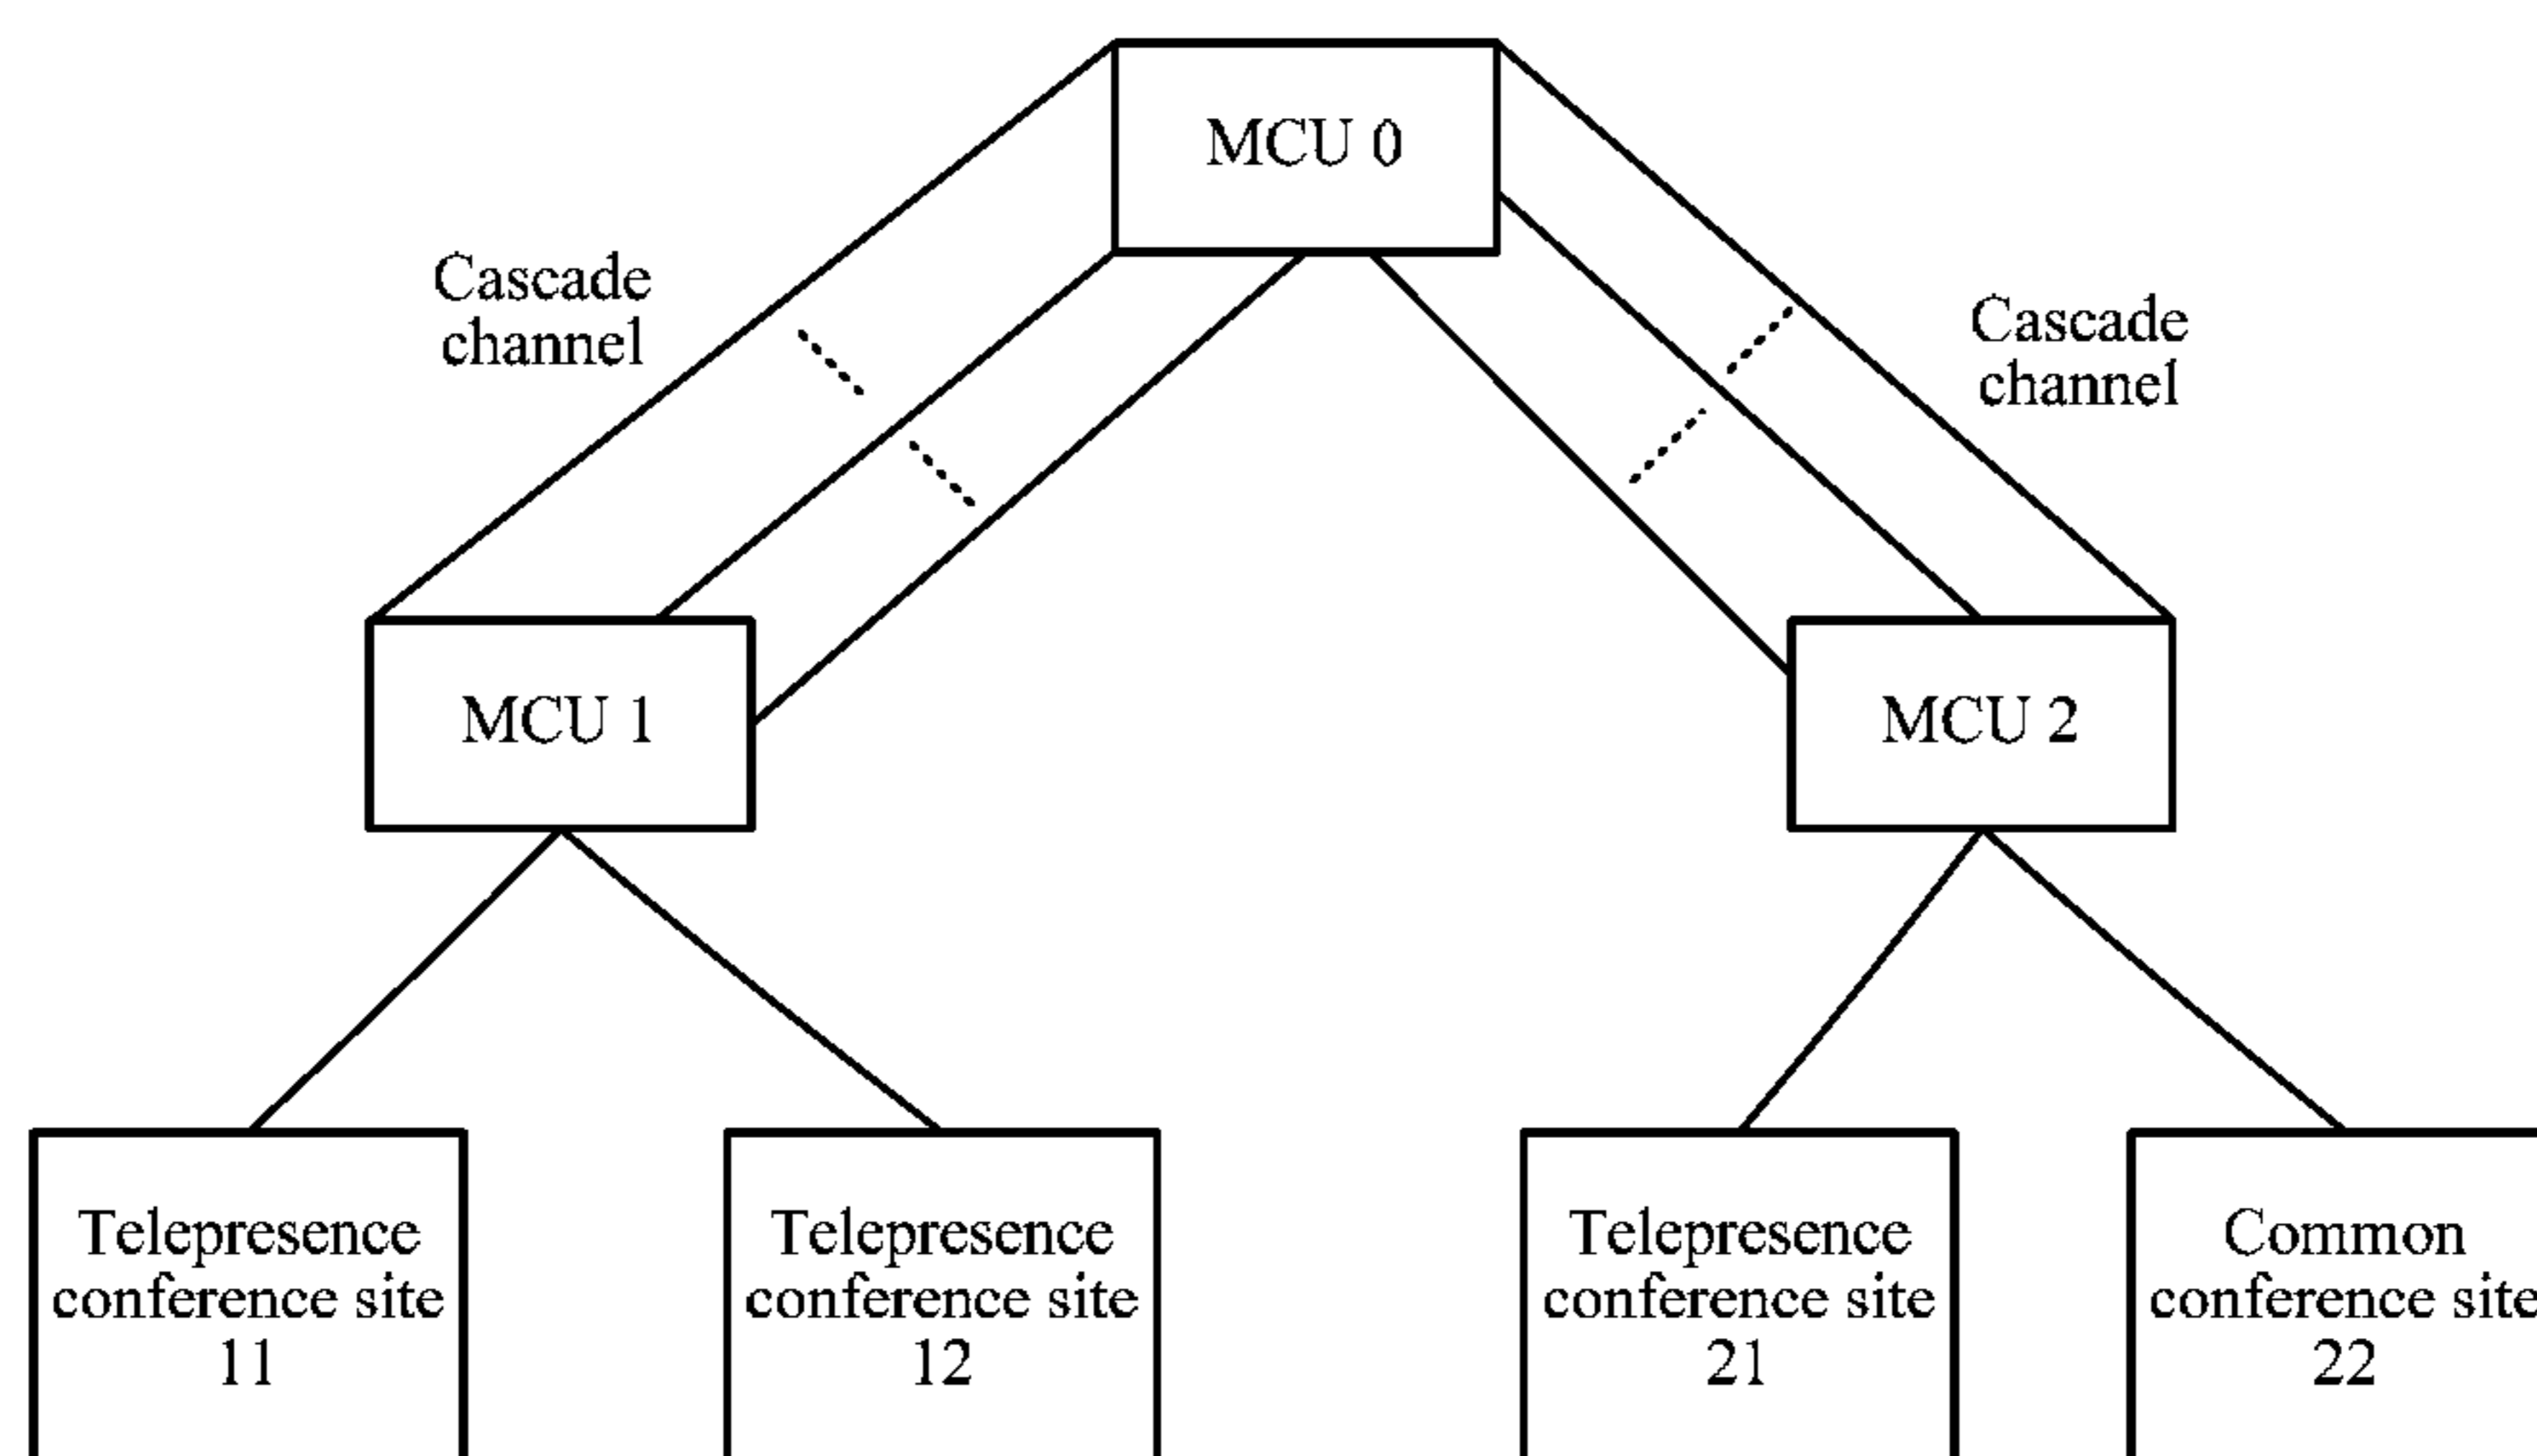 MCU 0
Cascade
channel
Cascade
channel
MCU 1
MCU 2
Telepresence
conference site
11
Telepresence
conference site
12
Telepresence
conference site
21
Common
conference site
22